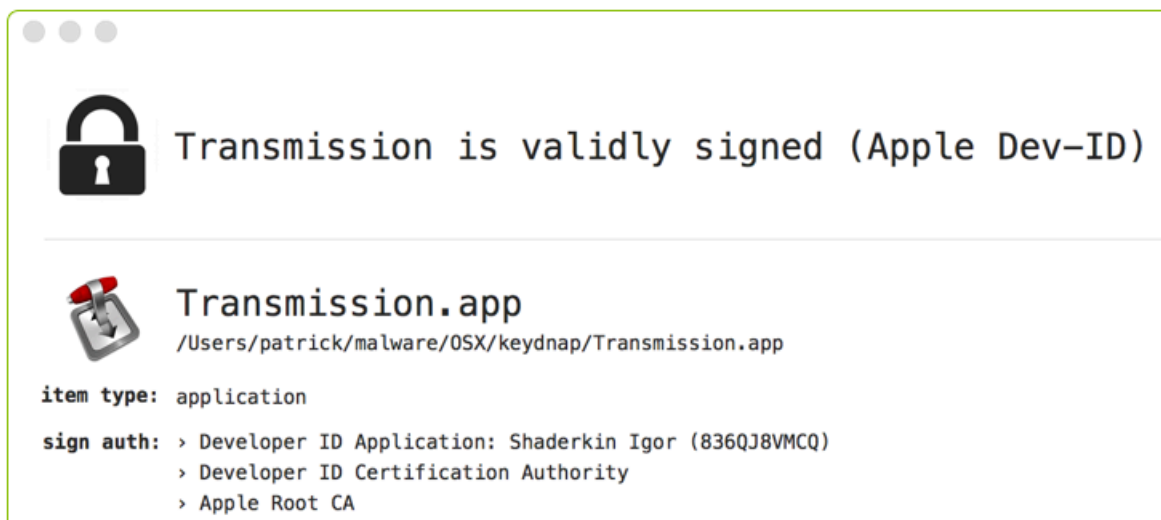 Transmission is validly signed (Apple Dev-ID)
Transmission.app
/Users/patrick/malware/OSX/keydnap/Transmission.app
item type: application
sign auth: › Developer ID Application: Shaderkin Igor (836QJ8VMCQ)
› Developer ID Certification Authority
› Apple Root CA